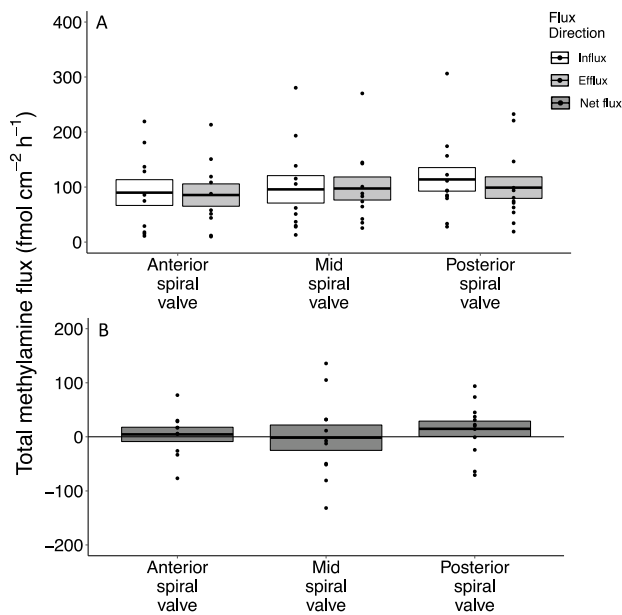 Total methylamine flux (fmol cm⁻² h⁻¹)
A
400
300
200
100
0
Anterior
spiral
valve
Mid
spiral
valve
Posterior
spiral
valve
Flux
Direction
Influx
Efflux
Net flux
B
200
100
0
−100
−200
Anterior
spiral
valve
Mid
spiral
valve
Posterior
spiral
valve